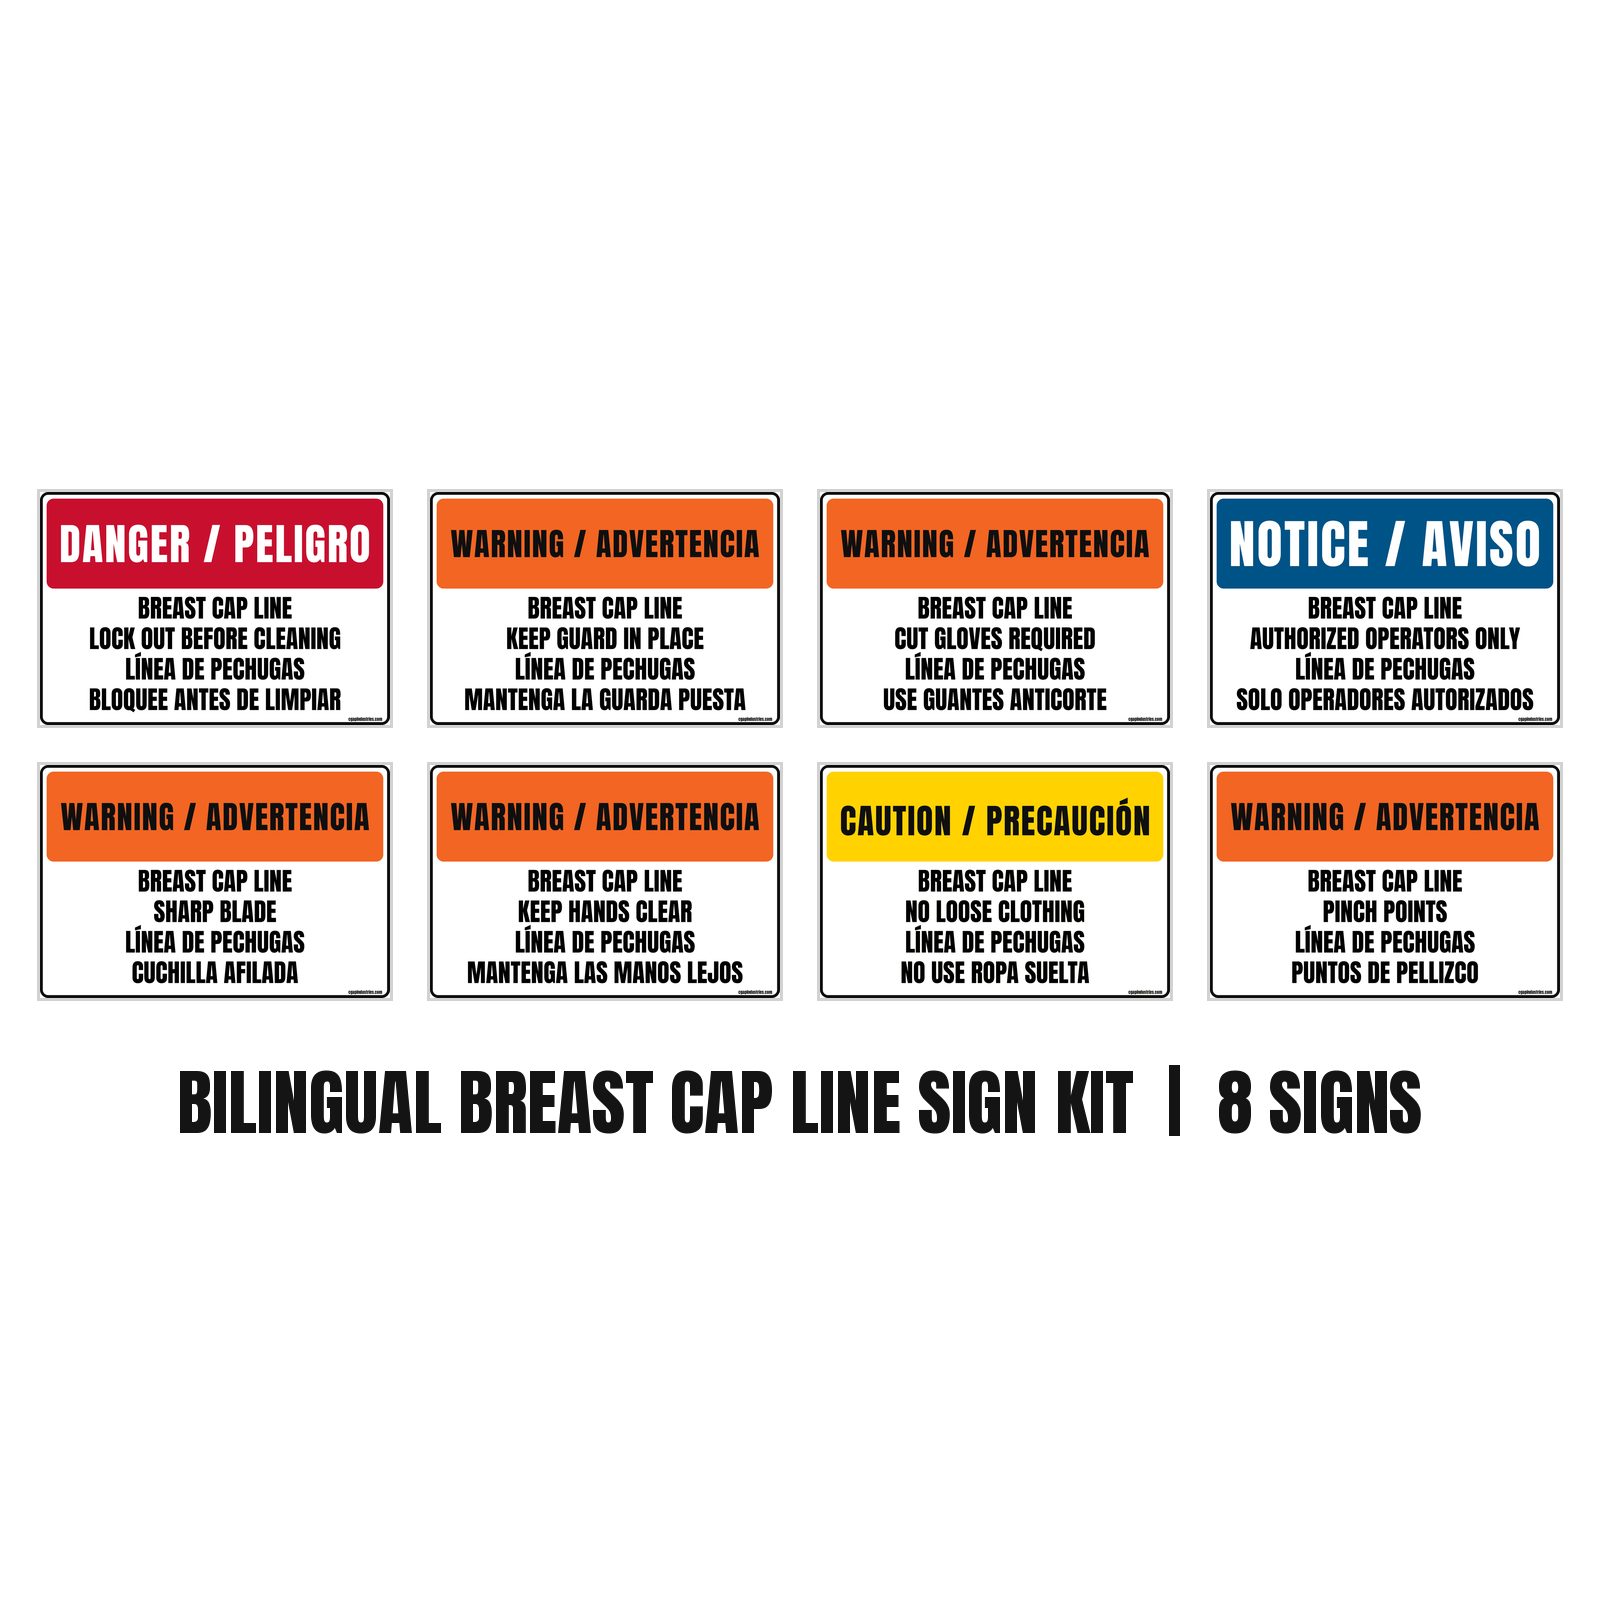 DANGER / PELIGRO
BREAST CAP LINE
LOCK OUT BEFORE CLEANING
LÍNEA DE PECHUGAS
BLOQUEE ANTES DE LIMPIAR
WARNING / ADVERTENCIA
BREAST CAP LINE
KEEP GUARD IN PLACE
LÍNEA DE PECHUGAS
MANTENGA LA GUARDA PUESTA
WARNING / ADVERTENCIA
BREAST CAP LINE
CUT GLOVES REQUIRED
LÍNEA DE PECHUGAS
USE GUANTES ANTICORTE
NOTICE / AVISO
BREAST CAP LINE
AUTHORIZED OPERATORS ONLY
LÍNEA DE PECHUGAS
SOLO OPERADORES AUTORIZADOS
WARNING / ADVERTENCIA
BREAST CAP LINE
SHARP BLADE
LÍNEA DE PECHUGAS
CUCHILLA AFILADA
WARNING / ADVERTENCIA
BREAST CAP LINE
KEEP HANDS CLEAR
LÍNEA DE PECHUGAS
MANTENGA LAS MANOS LEJOS
CAUTION / PRECAUCIÓN
BREAST CAP LINE
NO LOOSE CLOTHING
LÍNEA DE PECHUGAS
NO USE ROPA SUELTA
WARNING / ADVERTENCIA
BREAST CAP LINE
PINCH POINTS
LÍNEA DE PECHUGAS
PUNTOS DE PELLIZCO
BILINGUAL BREAST CAP LINE SIGN KIT | 8 SIGNS